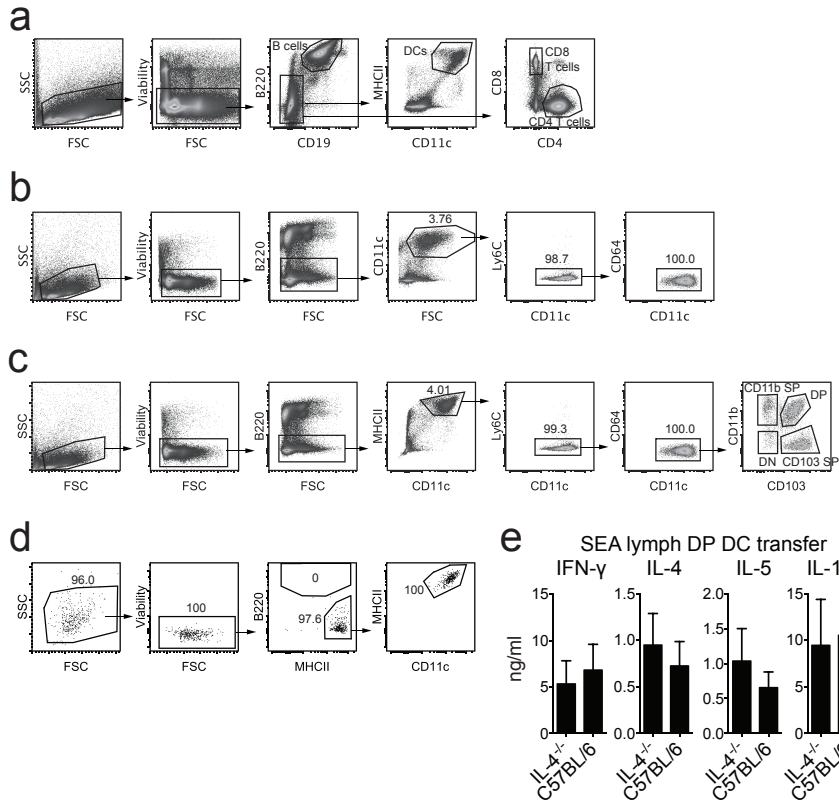 a
SSC
FSC
Viability
FSC
B cells
B220
CD19
DCs
MHCII
CD11c
CD8
T cells
CD8
CD4 T cells
CD4
b
SSC
FSC
Viability
FSC
B220
FSC
3.76
CD11c
FSC
98.7
Ly6C
CD11c
100.0
CD64
CD11c
c
SSC
FSC
Viability
FSC
B220
FSC
4.01
MHCII
CD11c
99.3
Ly6C
CD11c
100.0
CD64
CD11c
CD11b SP
DP
CD11b
DN CD103 SP
CD103
d
96.0
SSC
FSC
100
Viability
FSC
0
97.6
B220
MHCII
100
MHCII
CD11c
e
SEA lymph DP DC transfer
IFN-γ IL-4 IL-5 IL-1
ng/ml
15
10
5
0
1.5
1.0
0.5
0.0
2.0
1.5
1.0
0.5
0.0
15
10
5
0
IL-4-/-
C57BL/6
IL-4-/-
C57BL/6
IL-4-/-
C57BL/6
IL-4-/-
C57BL/6